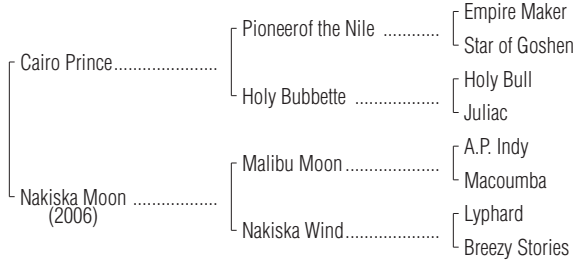 Empire Maker
Pioneerof the Nile ............
Star of Goshen
Cairo Prince......................
Holy Bull
Holy Bubbette ..................
Juliac
A.P. Indy
Malibu Moon....................
Macoumba
Nakiska Moon ..................
(2006)
Lyphard
Nakiska Wind....................
Breezy Stories